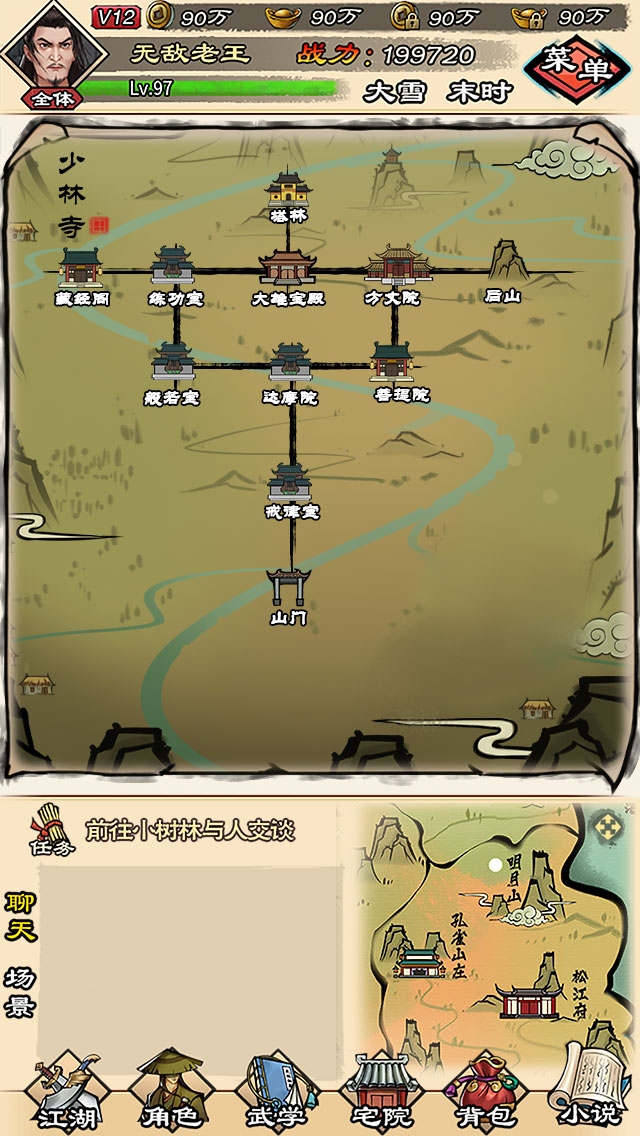 V12 90万 90万 90万 90万
无敌老王 战力：199720 菜单
全体 Lv.97 大雪 末时
少林寺
塔林
藏经阁 练功室 大雄宝殿 方丈院 后山
般若室 达摩院 菩提院
戒律室
山门
任务 前往小树林与人交谈
聊天
场景
明月山
孔雀山庄
松江府
江湖 角色 武学 宅院 背包 小说